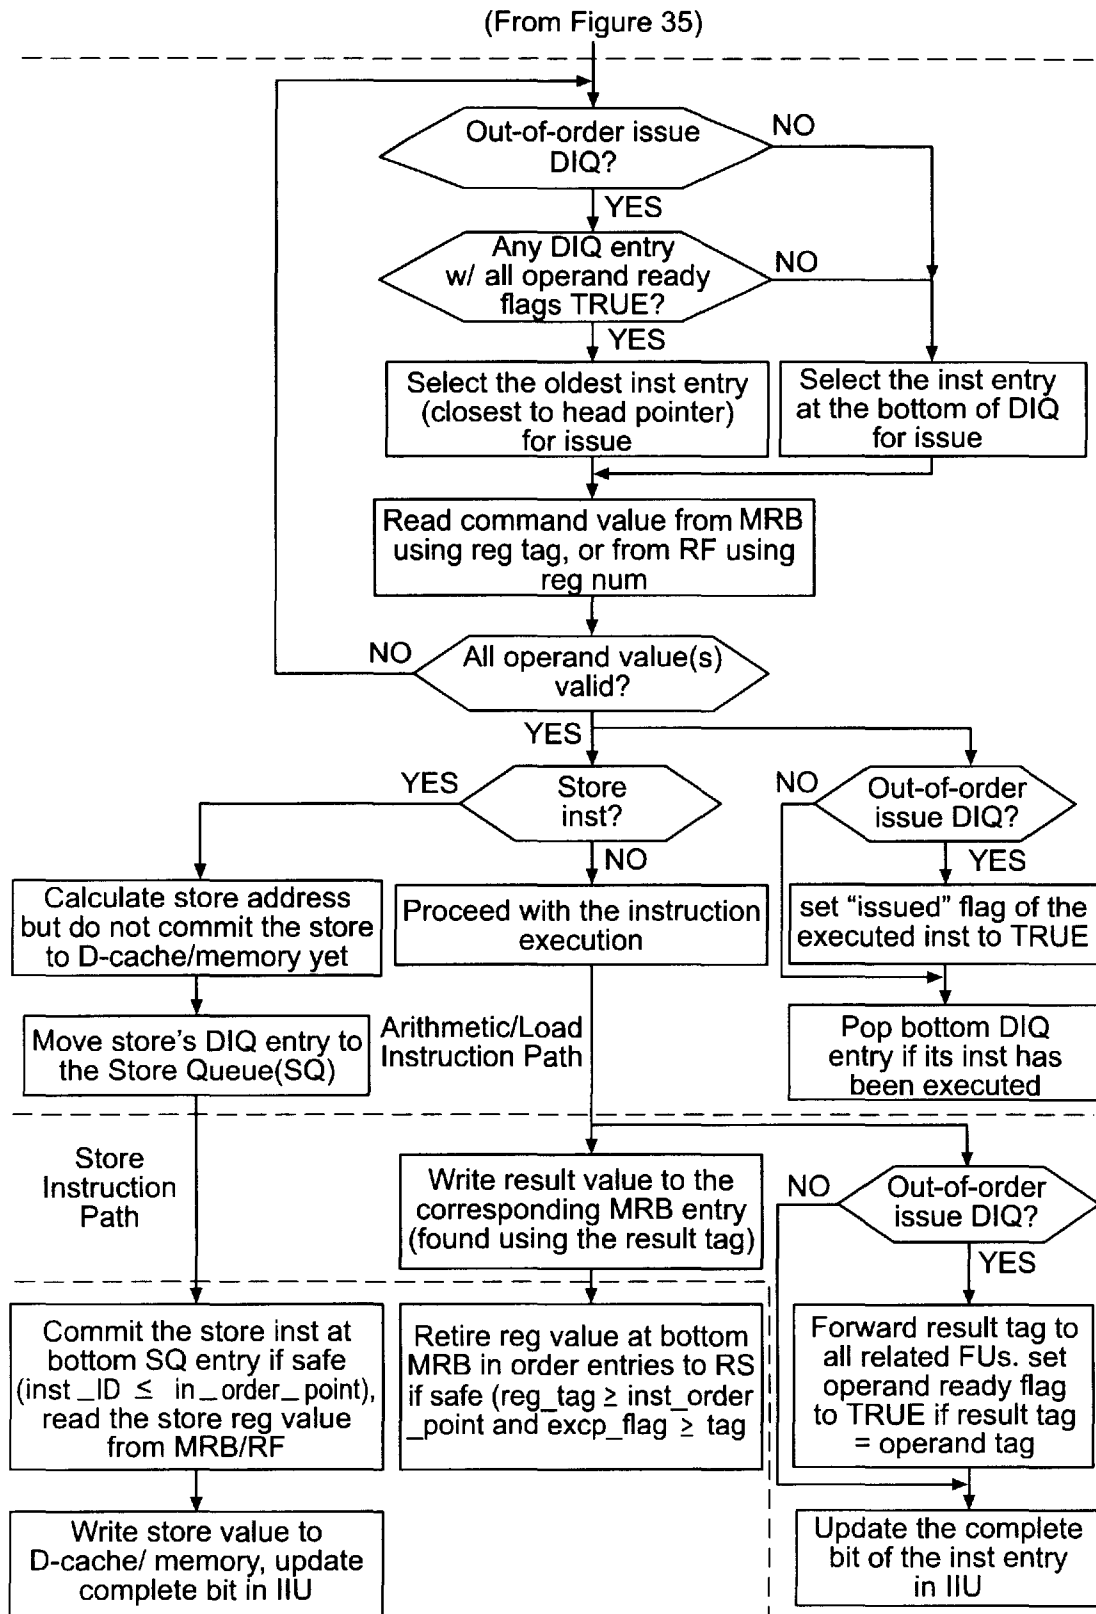 (From Figure 35)
Out-of-order issue
DIQ?
NO
YES
Any DIQ entry
w/ all operand ready
flags TRUE?
NO
YES
Select the oldest inst entry
(closest to head pointer)
for issue
Select the inst entry
at the bottom of DIQ
for issue
Read command value from MRB
using reg tag, or from RF using
reg num
NO
All operand value(s)
valid?
YES
YES
Store
inst?
NO
NO
Out-of-order
issue DIQ?
YES
Calculate store address
but do not commit the store
to D-cache/memory yet
Proceed with the instruction
execution
set “issued” flag of the
executed inst to TRUE
Move store's DIQ entry to
the Store Queue(SQ)
Arithmetic/Load
Instruction Path
Pop bottom DIQ
entry if its inst has
been executed
Store
Instruction
Path
Write result value to the
corresponding MRB entry
(found using the result tag)
NO
Out-of-order
issue DIQ?
YES
Commit the store inst at
bottom SQ entry if safe
(inst_ID ≤ in_order_point),
read the store reg value
from MRB/RF
Retire reg value at bottom
MRB in order entries to RS
if safe (reg_tag ≥ inst_order
_point and excp_flag ≥ tag
Forward result tag to
all related FUs. set
operand ready flag
to TRUE if result tag
= operand tag
Write store value to
D-cache/ memory, update
complete bit in IIU
Update the complete
bit of the inst entry
in IIU